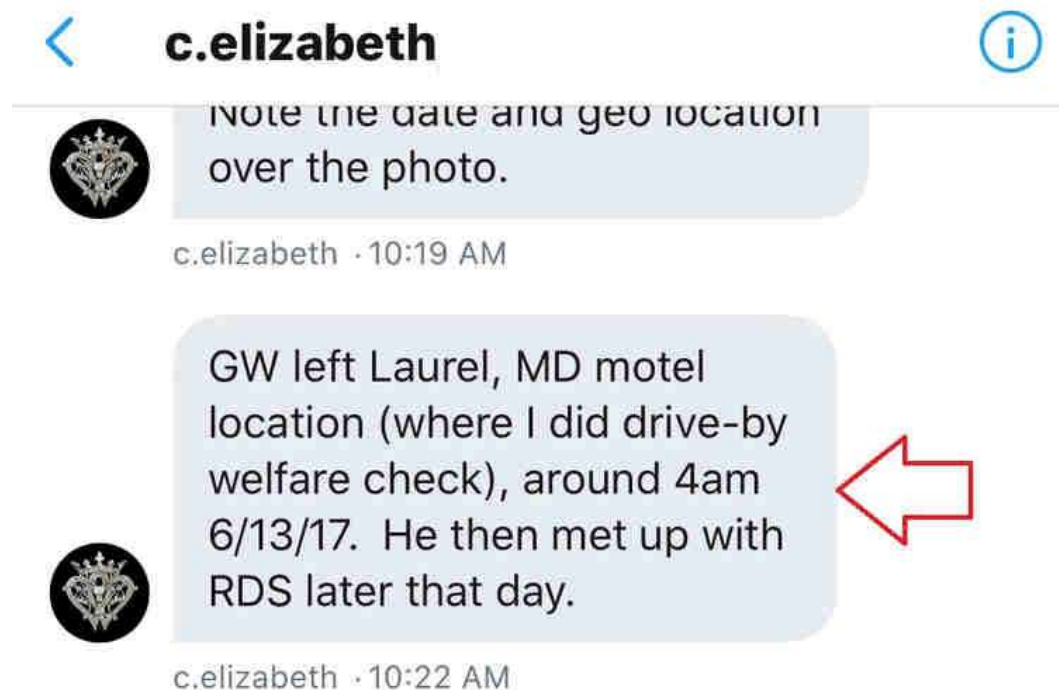 c.elizabeth
Note the date and geo location
over the photo.
c.elizabeth · 10:19 AM
GW left Laurel, MD motel
location (where I did drive-by
welfare check), around 4am
6/13/17.  He then met up with
RDS later that day.
c.elizabeth · 10:22 AM